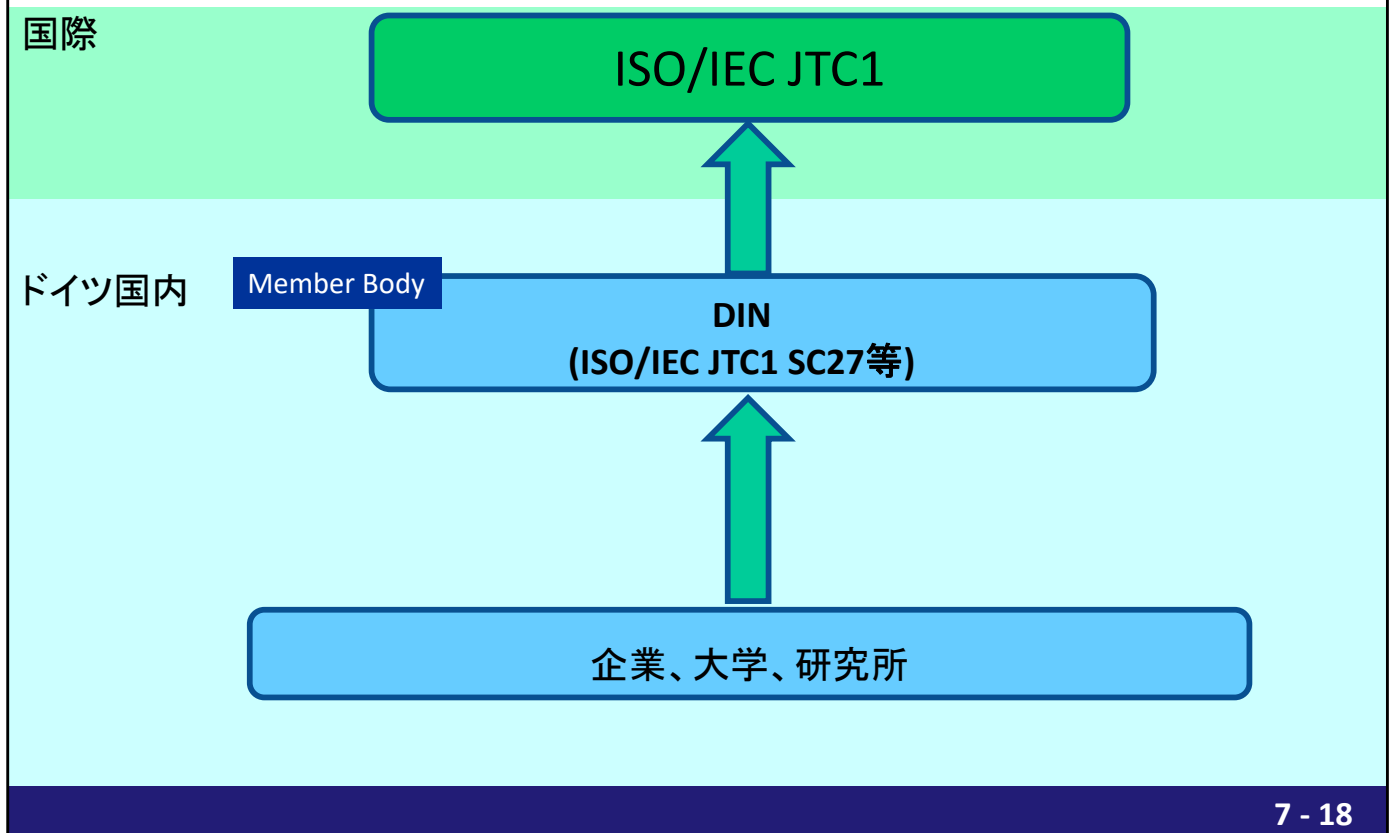 国際
ISO/IEC JTC1
ドイツ国内
Member Body
DIN
(ISO/IEC JTC1 SC27等)
企業、大学、研究所
7 - 18